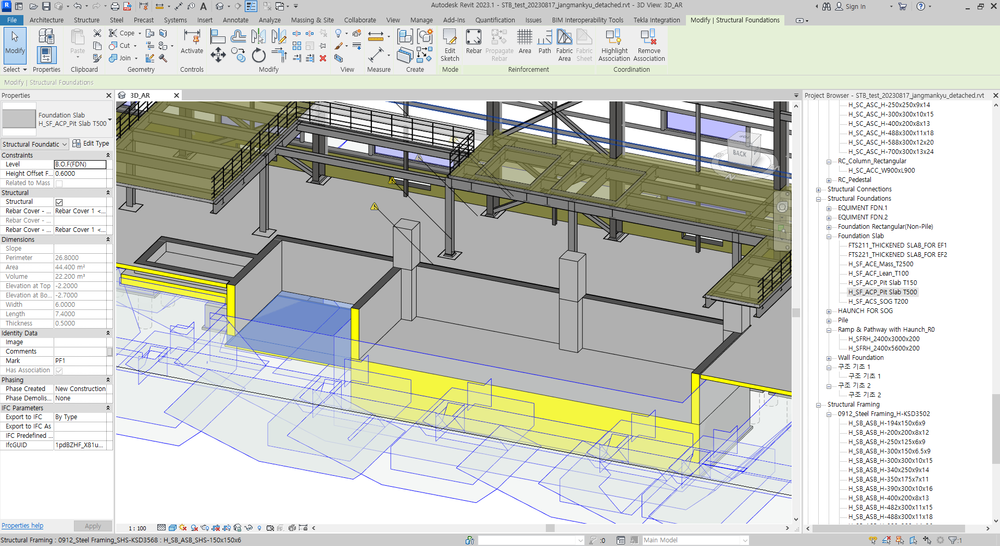 Autodesk Revit 2023.1 - STB_test_20230817_jangmankyu_detached.rvt - 3D View: 3D_AR
Sign In
File Architecture Structure Steel Precast Systems Insert Annotate Analyze Massing & Site Collaborate View Manage Add-Ins Quantification Issues BIM Interoperability Tools Tekla Integration Modify | Structural Foundations
Modify
Paste
Cope
Cut
Join
Activate
Edit Sketch
Rebar
Propagate Rebar
Area
Path
Fabric Area
Fabric Sheet
Highlight Association
Remove Association
Select Properties Clipboard Geometry Controls Modify View Measure Create Mode Reinforcement Coordination
Modify | Structural Foundations
Properties
3D_AR
Foundation Slab
H_SF_ACP_Pit Slab T500
Structural Foundatic
Edit Type
Constraints
Level B.O.F(FDN)
Height Offset F... 0.6000
Related to Mass
Structural
Structural
Rebar Cover - ... Rebar Cover 1 <...
Rebar Cover - ...
Rebar Cover - ... Rebar Cover 1 <...
Dimensions
Slope
Perimeter 26.8000
Area 44.400 m²
Volume 22.200 m³
Elevation at Top -2.2000
Elevation at Bo... -2.7000
Width 6.0000
Length 7.4000
Thickness 0.5000
Identity Data
Image
Comments
Mark PF1
Has Association
Phasing
Phase Created New Construction
Phase Demolis... None
IFC Parameters
Export to IFC By Type
Export to IFC As
IFC Predefined ...
IfcGUID 1pdBZHF_X81u...
Properties help
Apply
TOP
BACK
1 : 100
Project Browser - STB_test_20230817_jangmankyu_detached.rvt
H_SC_ASC_H-250x250x9x14
H_SC_ASC_H-300x300x10x15
H_SC_ASC_H-400x200x8x13
H_SC_ASC_H-488x300x11x18
H_SC_ASC_H-588x300x12x20
H_SC_ASC_H-700x300x13x24
RC_Column_Rectangular
H_SC_ACC_W900xL900
RC_Pedestal
Structural Connections
Structural Foundations
EQUIMENT FDN.1
EQUIMENT FDN.2
Foundation Rectangular(Non-Pile)
Foundation Slab
FTS211_THICKENED SLAB_FOR EF1
FTS221_THICKENED SLAB_FOR EF2
H_SF_ACE_Mass_T2500
H_SF_ACF_Lean_T100
H_SF_ACP_Pit Slab T150
H_SF_ACP_Pit Slab T500
H_SF_ACS_SOG T200
HAUNCH FOR SOG
Pile
Ramp & Pathway with Haunch_R0
H_SFRH_2400x3000x200
H_SFRH_2400x5600x200
Wall Foundation
구조 기초 1
구조 기초 1
구조 기초 2
구조 기초 2
Structural Framing
0912_Steel Framing_H-KSD3502
H_SB_ASB_H-194x150x6x9
H_SB_ASB_H-200x200x8x12
H_SB_ASB_H-250x125x6x9
H_SB_ASB_H-300x150x6.5x9
H_SB_ASB_H-300x300x10x15
H_SB_ASB_H-340x250x9x14
H_SB_ASB_H-350x175x7x11
H_SB_ASB_H-390x300x10x16
H_SB_ASB_H-400x200x8x13
H_SB_ASB_H-482x300x11x15
H_SB_ASB_H-488x300x11x18
Structural Framing : 0912_Steel Framing_SHS-KSD3568 : H_SB_ASB_SHS-150x150x6
:0
Main Model
:1